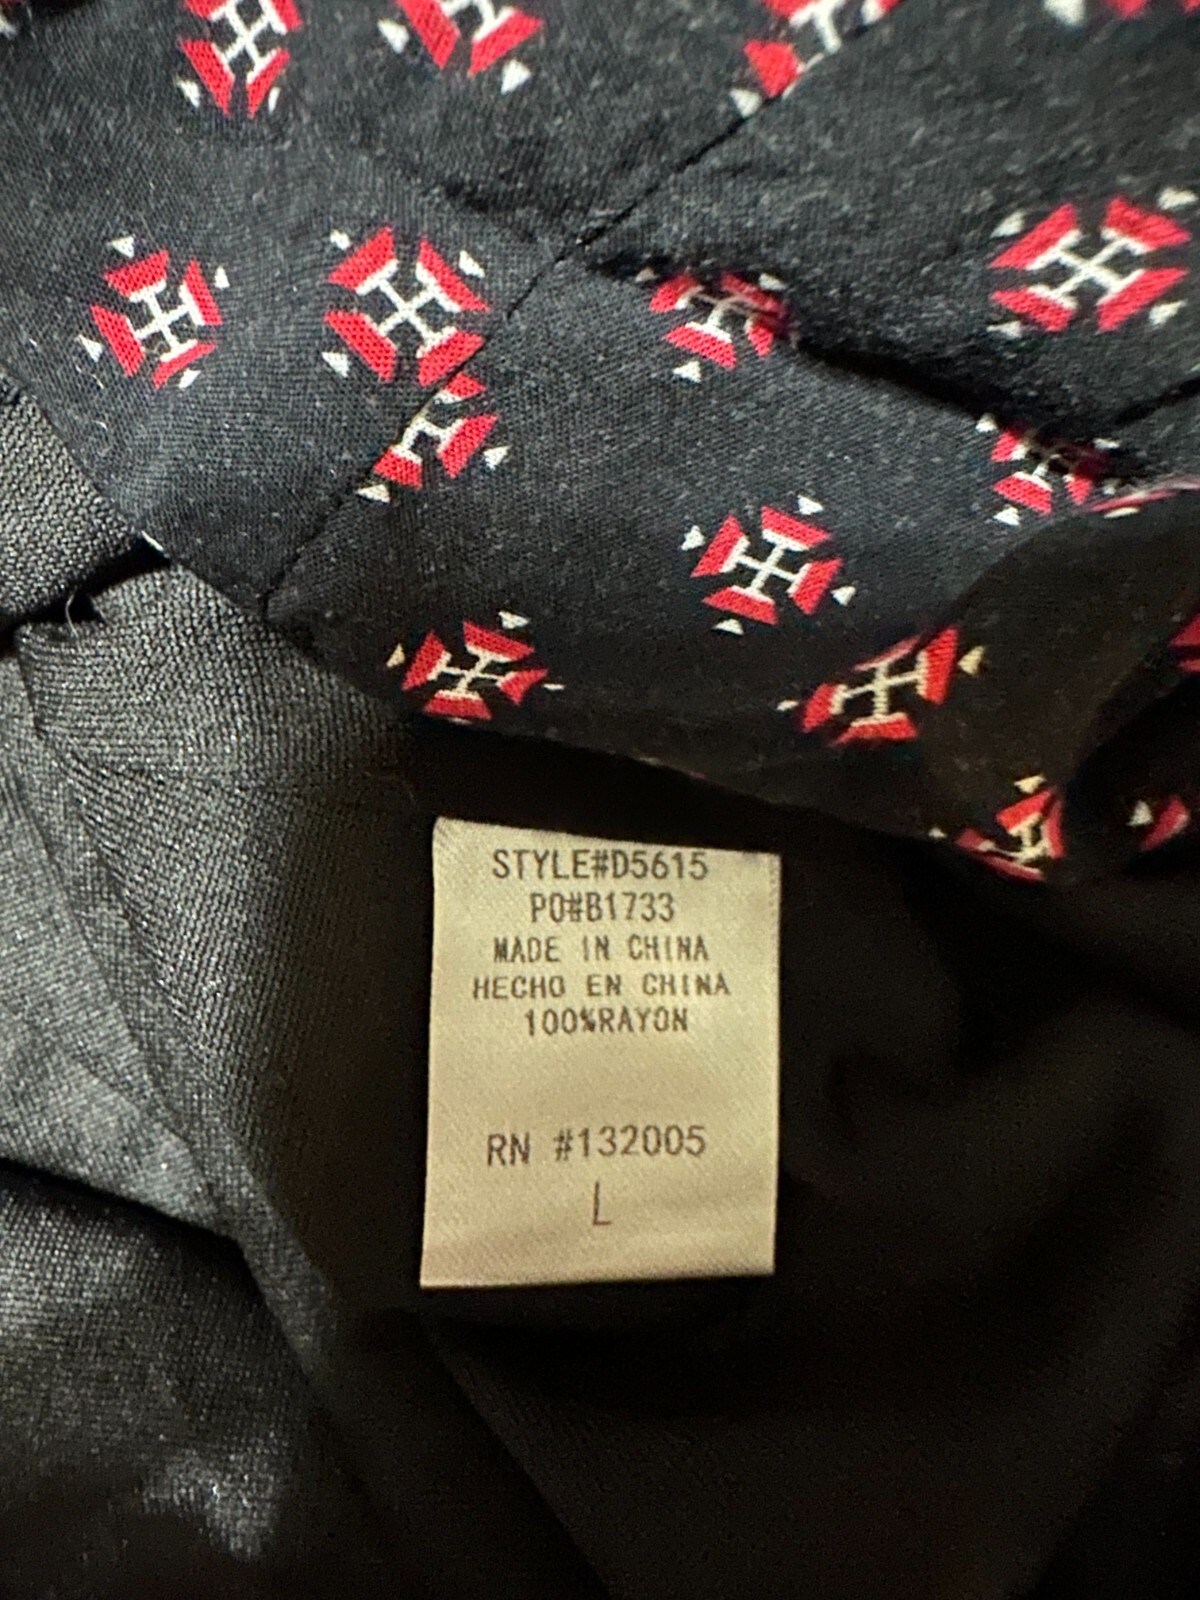 STYLE#D5615
PO#B1733
MADE IN CHINA
HECHO EN CHINA
100%RAYON
RN #132005
L